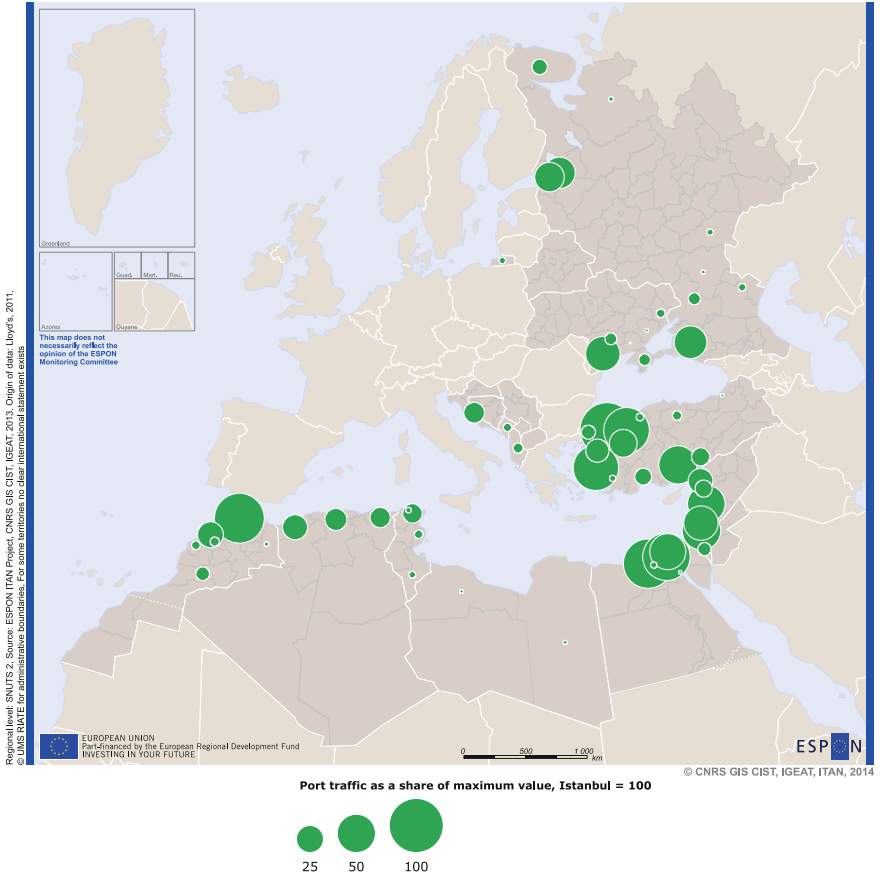 Greenland
Azores
Guad.
Mart.
Reu.
Guyane
This map does not
necessarily reflect the
opinion of the ESPON
Monitoring Committee
Regional level: SNUTS 2, Source: ESPON ITAN Project, CNRS GIS CIST, IGEAT, 2013, Origin of data: Lloyd's, 2011.
© UMS RIATE for administrative boundaries, For some territories no clear international statement exists
EUROPEAN UNION
Part-financed by the European Regional Development Fund
INVESTING IN YOUR FUTURE
0 500 1 000
km
ESPON
© CNRS GIS CIST, IGEAT, ITAN, 2014
Port traffic as a share of maximum value, Istanbul = 100
25 50 100